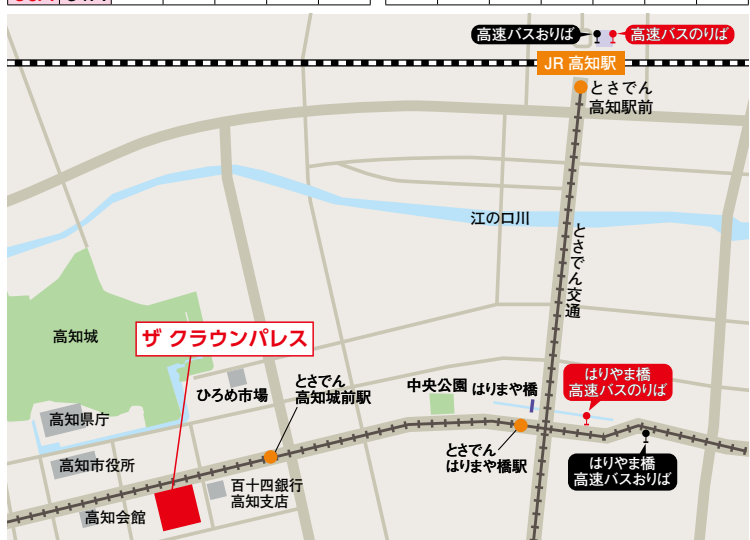 高速バスおりば
高速バスのりば
JR 高知駅
とさでん
高知駅前
江の口川
とさでん交通
高知城
ザ クラウンパレス
ひろめ市場
とさでん
高知城前駅
中央公園
はりまや橋
はりやま橋
高速バスのりば
高知県庁
高知市役所
とさでん
はりまや橋駅
はりやま橋
高速バスおりば
百十四銀行
高知支店
高知会館